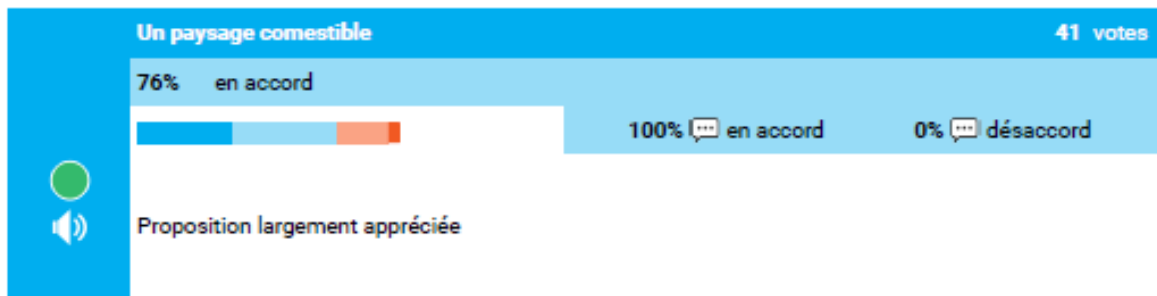 Un paysage comestible 41 votes
76% en accord
100% en accord 0% désaccord
Proposition largement appréciée